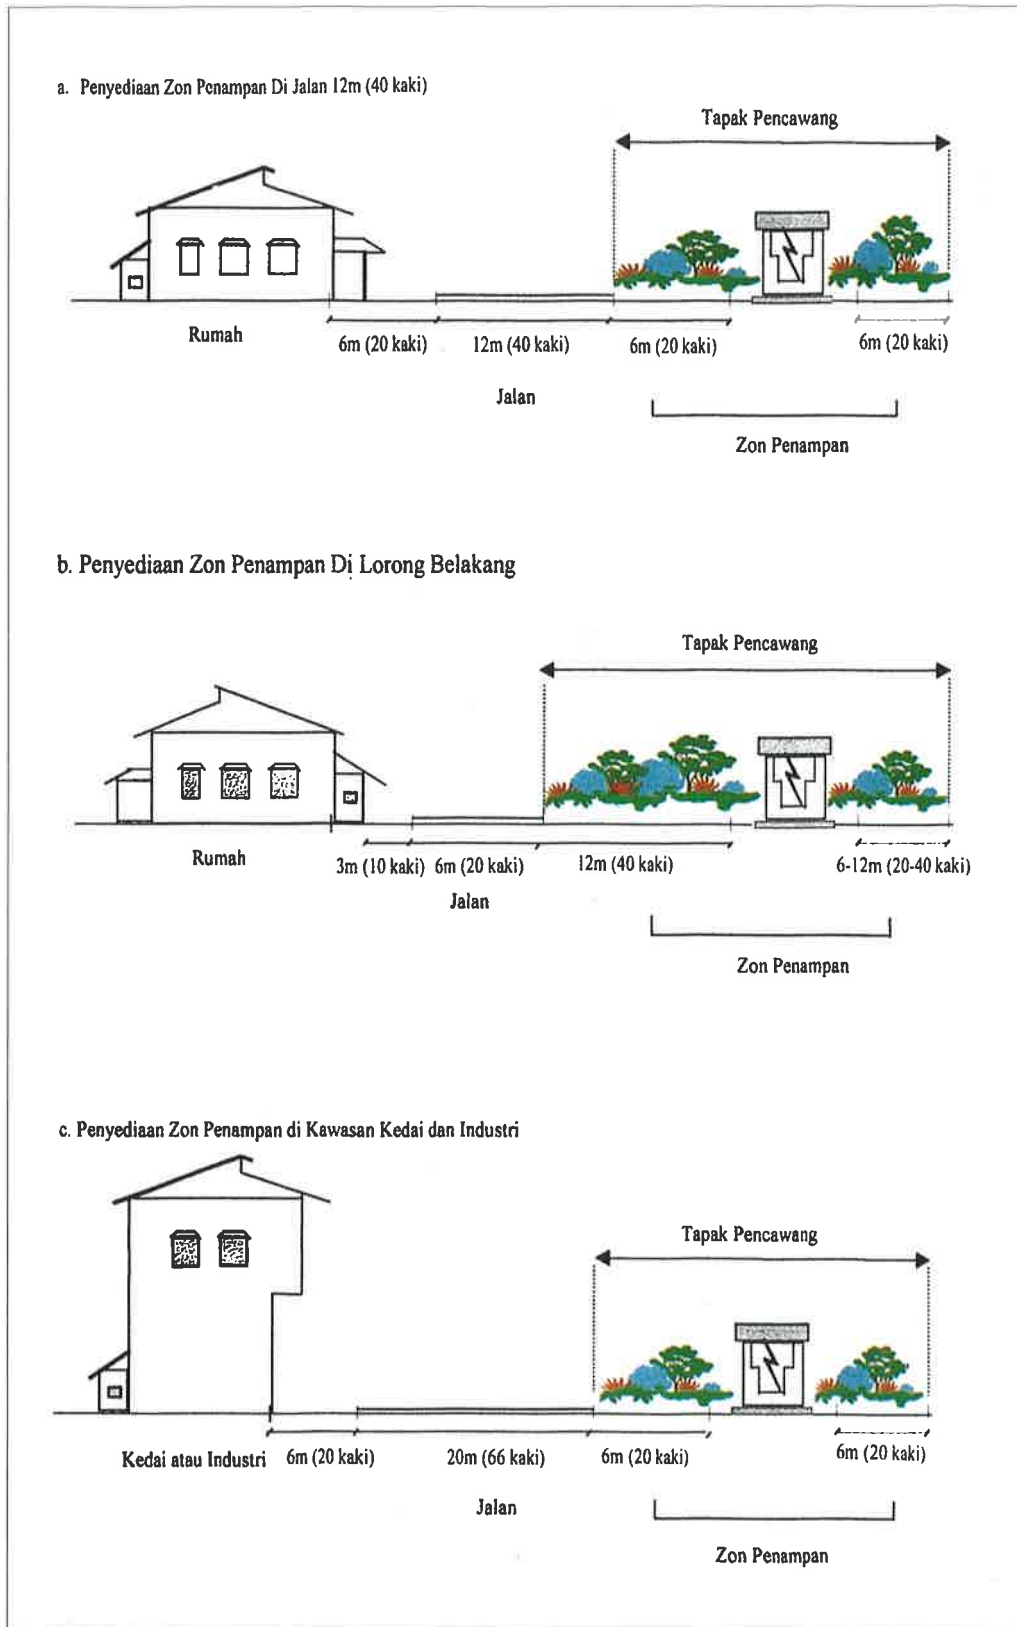 a. Penyediaan Zon Penampan Di Jalan 12m (40 kaki)
Tapak Pencawang
Rumah
6m (20 kaki)
12m (40 kaki)
6m (20 kaki)
6m (20 kaki)
Jalan
Zon Penampan
b. Penyediaan Zon Penampan Di Lorong Belakang
Tapak Pencawang
Rumah
3m (10 kaki)
6m (20 kaki)
12m (40 kaki)
6-12m (20-40 kaki)
Jalan
Zon Penampan
c. Penyediaan Zon Penampan di Kawasan Kedai dan Industri
Tapak Pencawang
Kedai atau Industri
6m (20 kaki)
20m (66 kaki)
6m (20 kaki)
6m (20 kaki)
Jalan
Zon Penampan